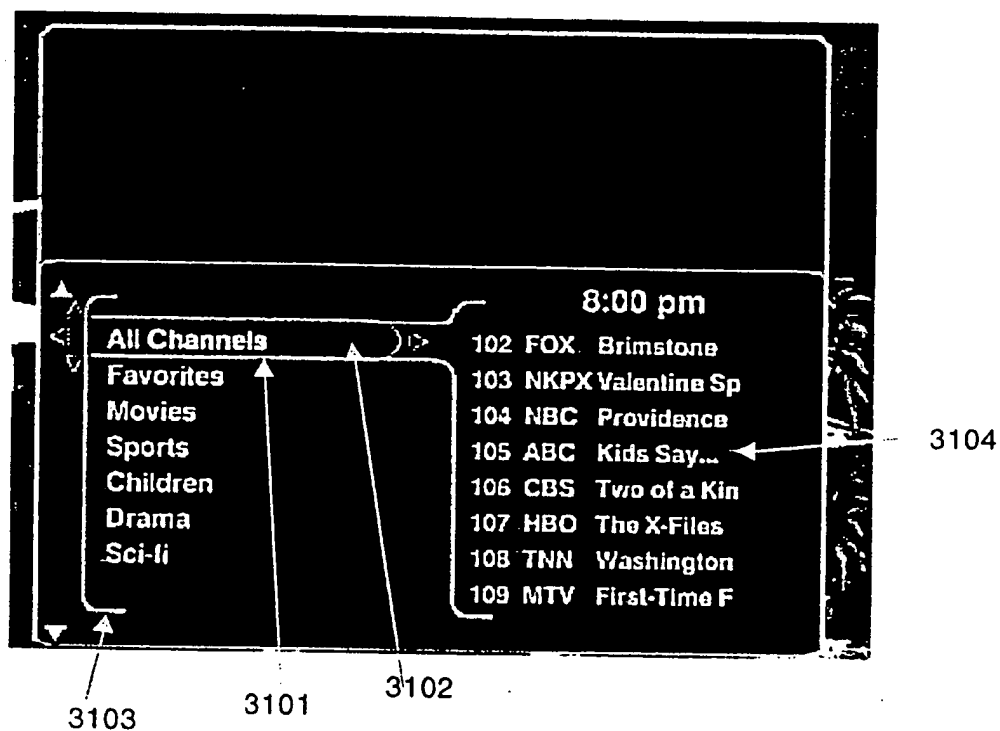 8:00 pm
All Channels
Favorites
Movies
Sports
Children
Drama
Sci-fi
102 FOX Brimstone
103 NKPX Valentine Sp
104 NBC Providence
105 ABC Kids Say...
106 CBS Two of a Kin
107 HBO The X-Files
108 TNN Washington
109 MTV First-Time F
3104
3103
3101
3102